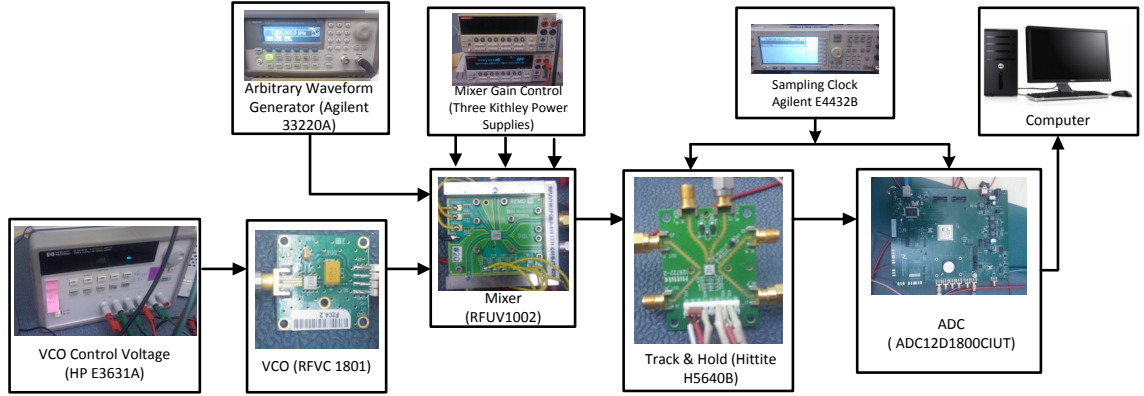 Arbitrary Waveform
Generator (Agilent
33220A)
Mixer Gain Control
(Three Kithley Power
Supplies)
Sampling Clock
Agilent E4432B
Computer
VCO Control Voltage
(HP E3631A)
VCO (RFVC 1801)
Mixer
(RFUV1002)
Track & Hold (Hittite
H5640B)
ADC
( ADC12D1800CIUT)